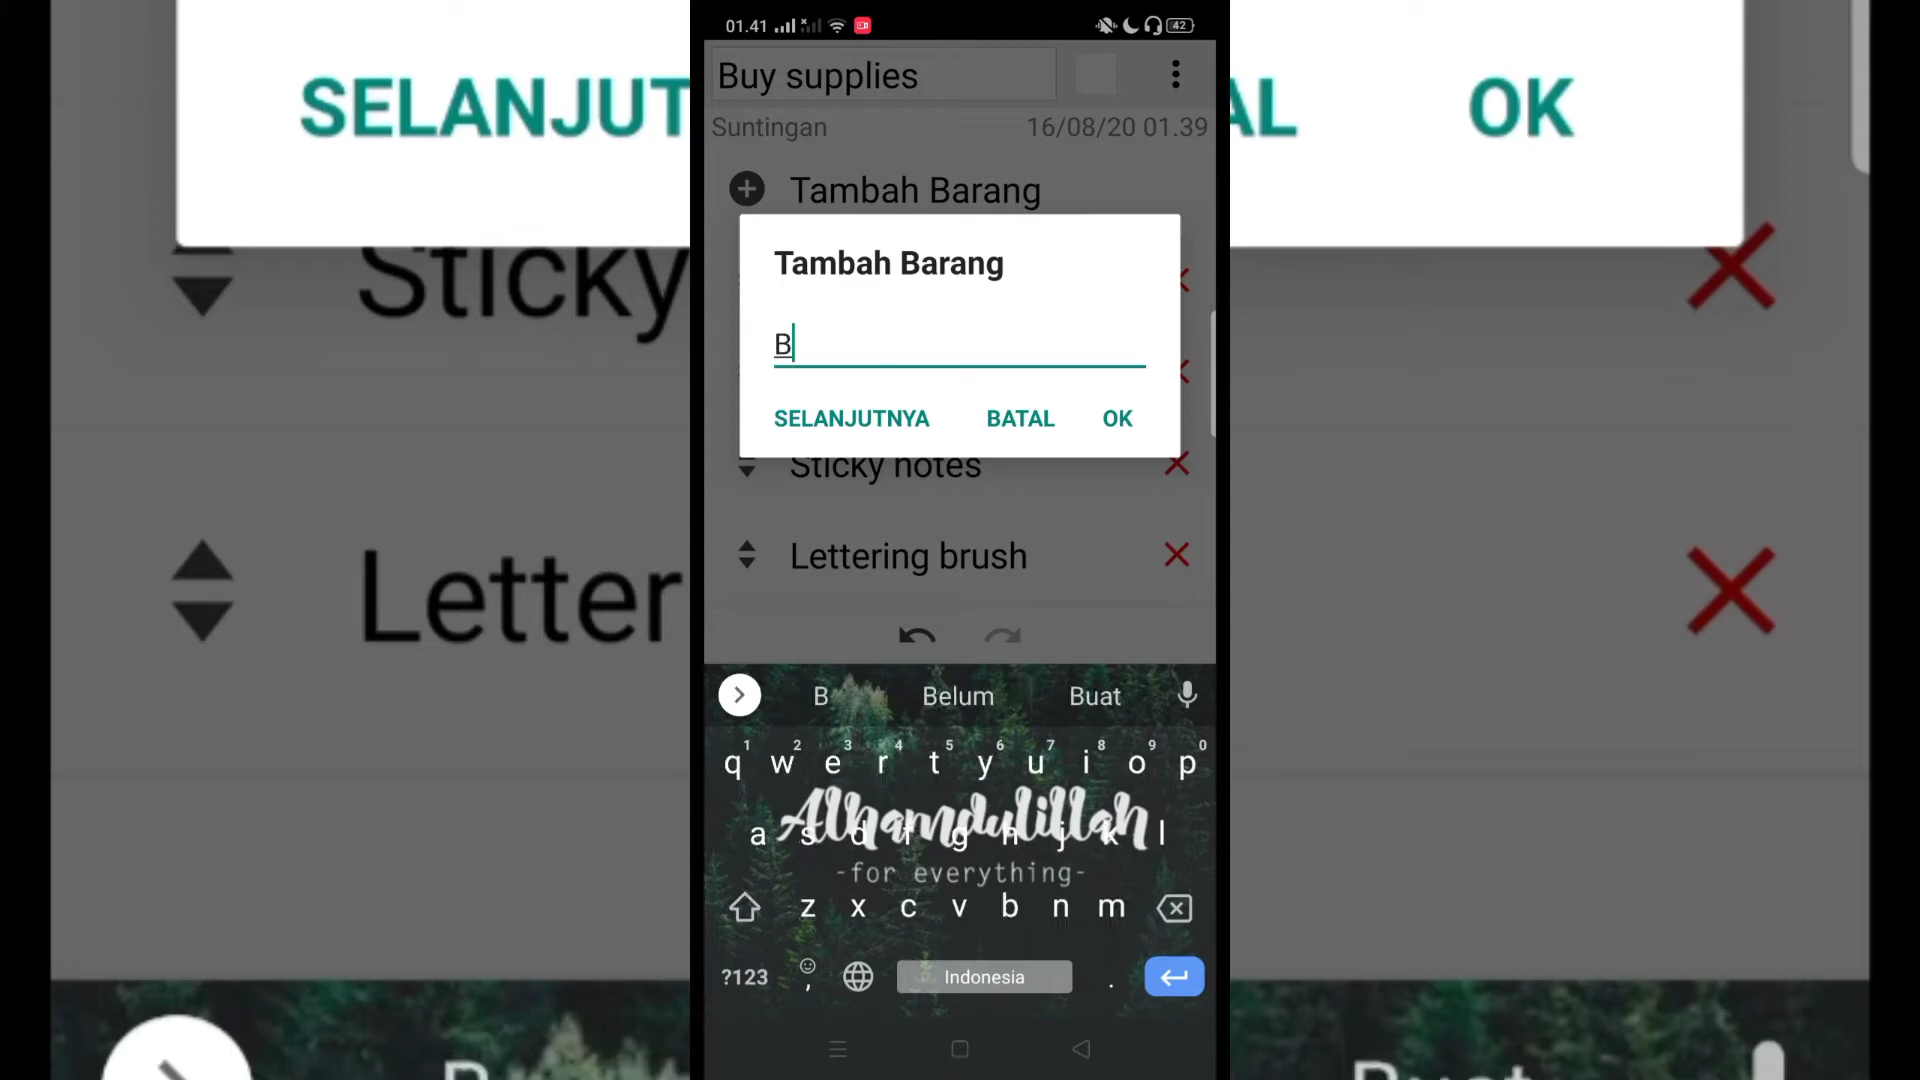 01.41
42
Buy supplies
Suntingan 16/08/20 01.39
Tambah Barang
Tambah Barang
B
SELANJUTNYA BATAL OK
Sticky notes
Lettering brush
B Belum Buat
1 2 3 4 5 6 7 8 9 0
q w e r t y u i o p
Alhamdulillah
a s d f g h j k l
-for everything-
z x c v b n m
?123 , Indonesia .
SELANJUT
AL OK
Sticky
Letter